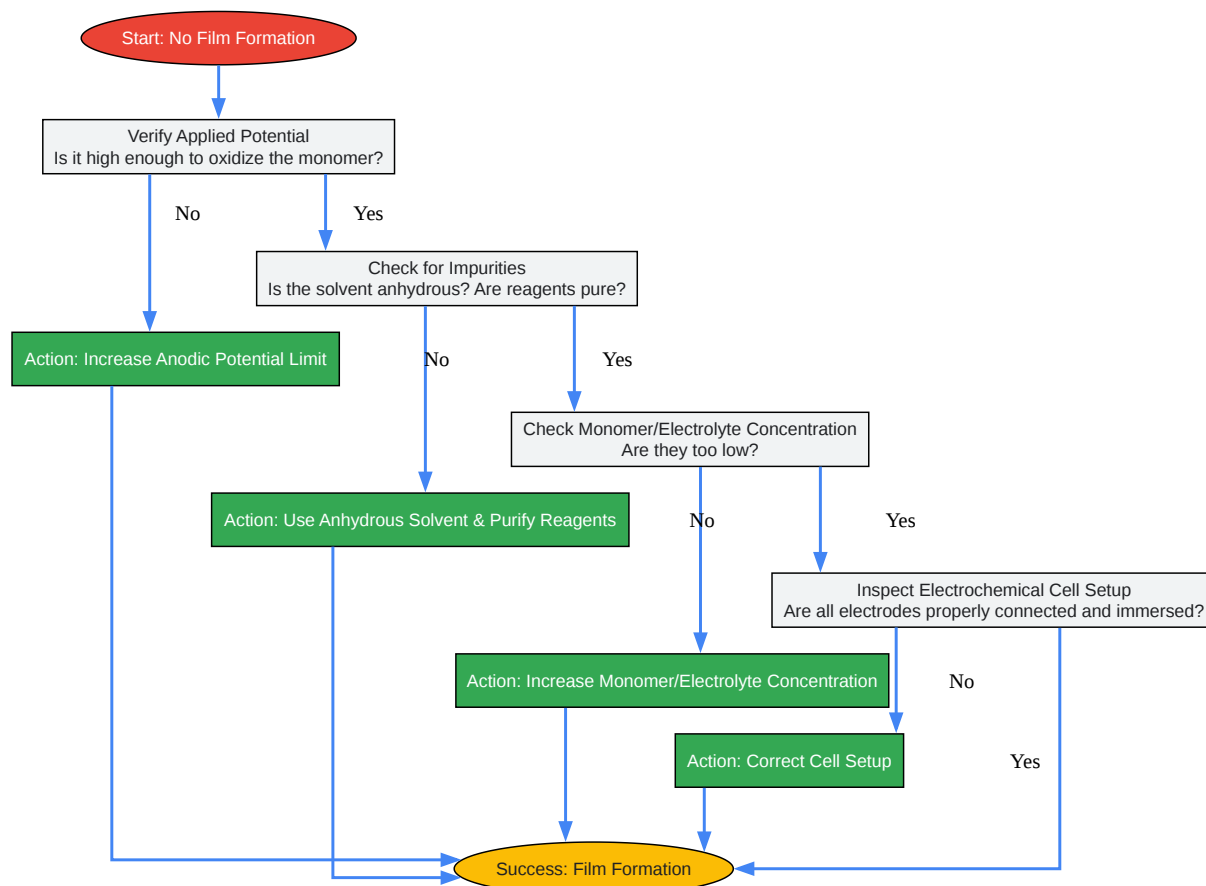 Start: No Film Formation
Verify Applied Potential
Is it high enough to oxidize the monomer?
No
Yes
Check for Impurities
Is the solvent anhydrous? Are reagents pure?
Action: Increase Anodic Potential Limit
No
Yes
Check Monomer/Electrolyte Concentration
Are they too low?
Action: Use Anhydrous Solvent & Purify Reagents
No
Yes
Inspect Electrochemical Cell Setup
Are all electrodes properly connected and immersed?
Action: Increase Monomer/Electrolyte Concentration
No
Action: Correct Cell Setup
Yes
Success: Film Formation